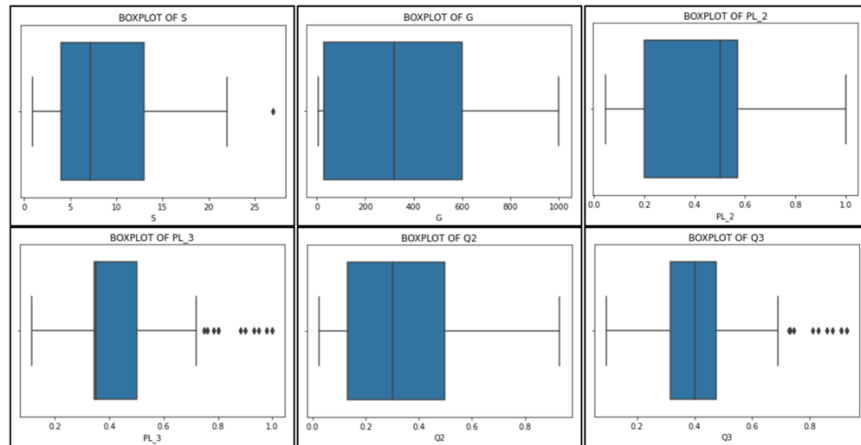 BOXPLOT OF S
0 5 10 15 20 25
S
BOXPLOT OF G
0 200 400 600 800 1000
G
BOXPLOT OF PL_2
0.0 0.2 0.4 0.6 0.8 1.0
PL_2
BOXPLOT OF PL_3
0.2 0.4 0.6 0.8 1.0
PL_3
BOXPLOT OF Q2
0.0 0.2 0.4 0.6 0.8
Q2
BOXPLOT OF Q3
0.2 0.4 0.6 0.8
Q3